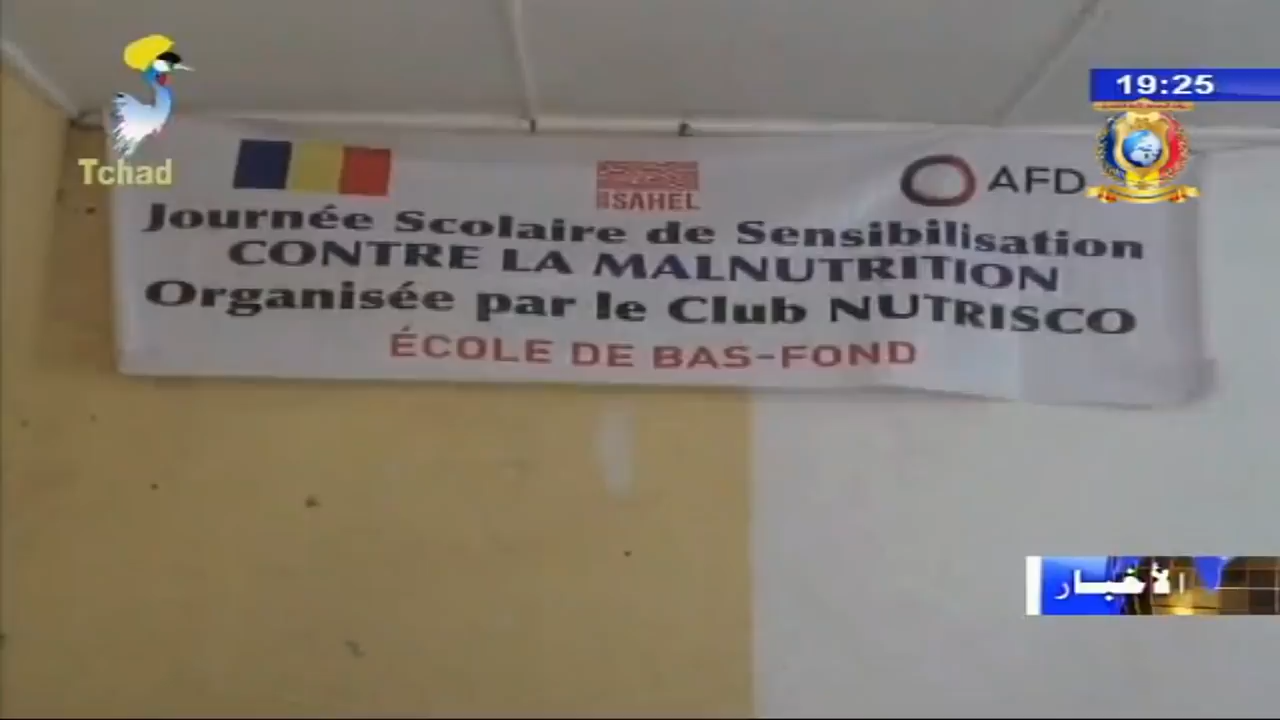 19:25
Tchad
SAHEL
AFD
Journée Scolaire de Sensibilisation
CONTRE LA MALNUTRITION
Organisée par le Club NUTRISCO
ÉCOLE DE BAS-FOND
الأخبار